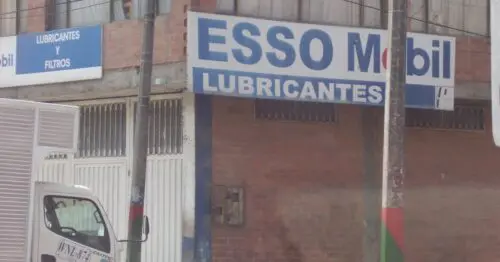 bil
LUBRICANTES
Y
FILTROS
ESSO Mobil
LUBRICANTES